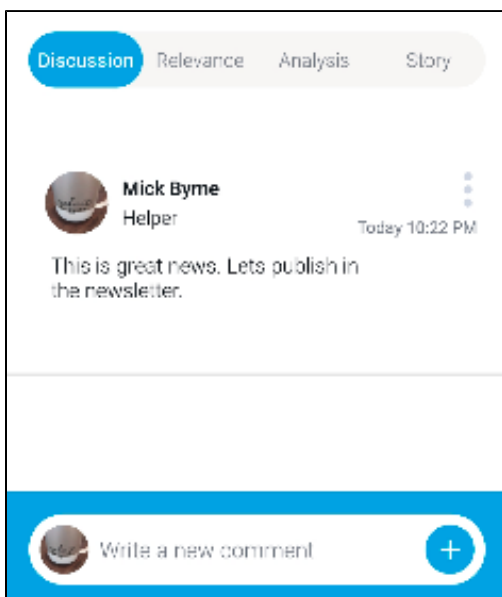 Discussion Relevance Analysis Story
Mick Byrne
Helper
Today 10:22 PM
This is great news. Lets publish in
the newsletter.
Write a new comment